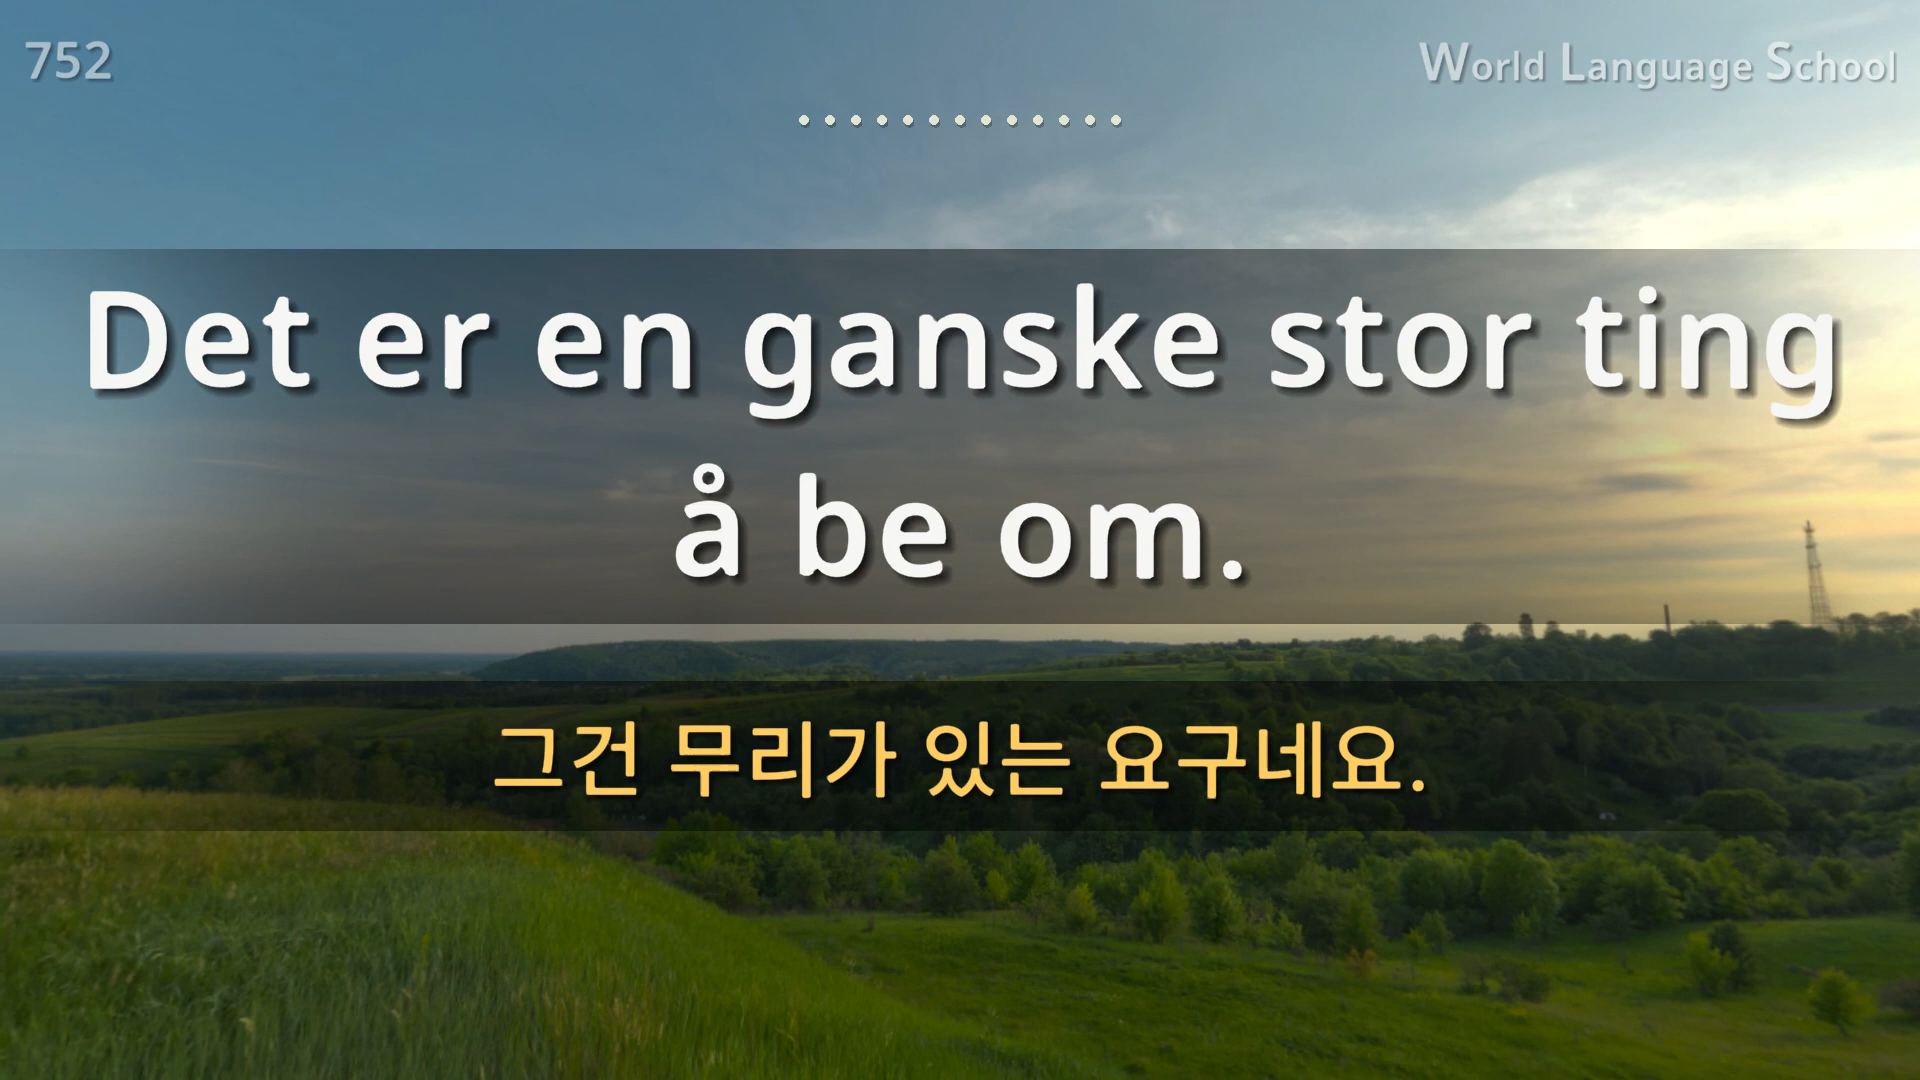 752
World Language School
Det er en ganske stor ting
å be om.
그건 무리가 있는 요구네요.